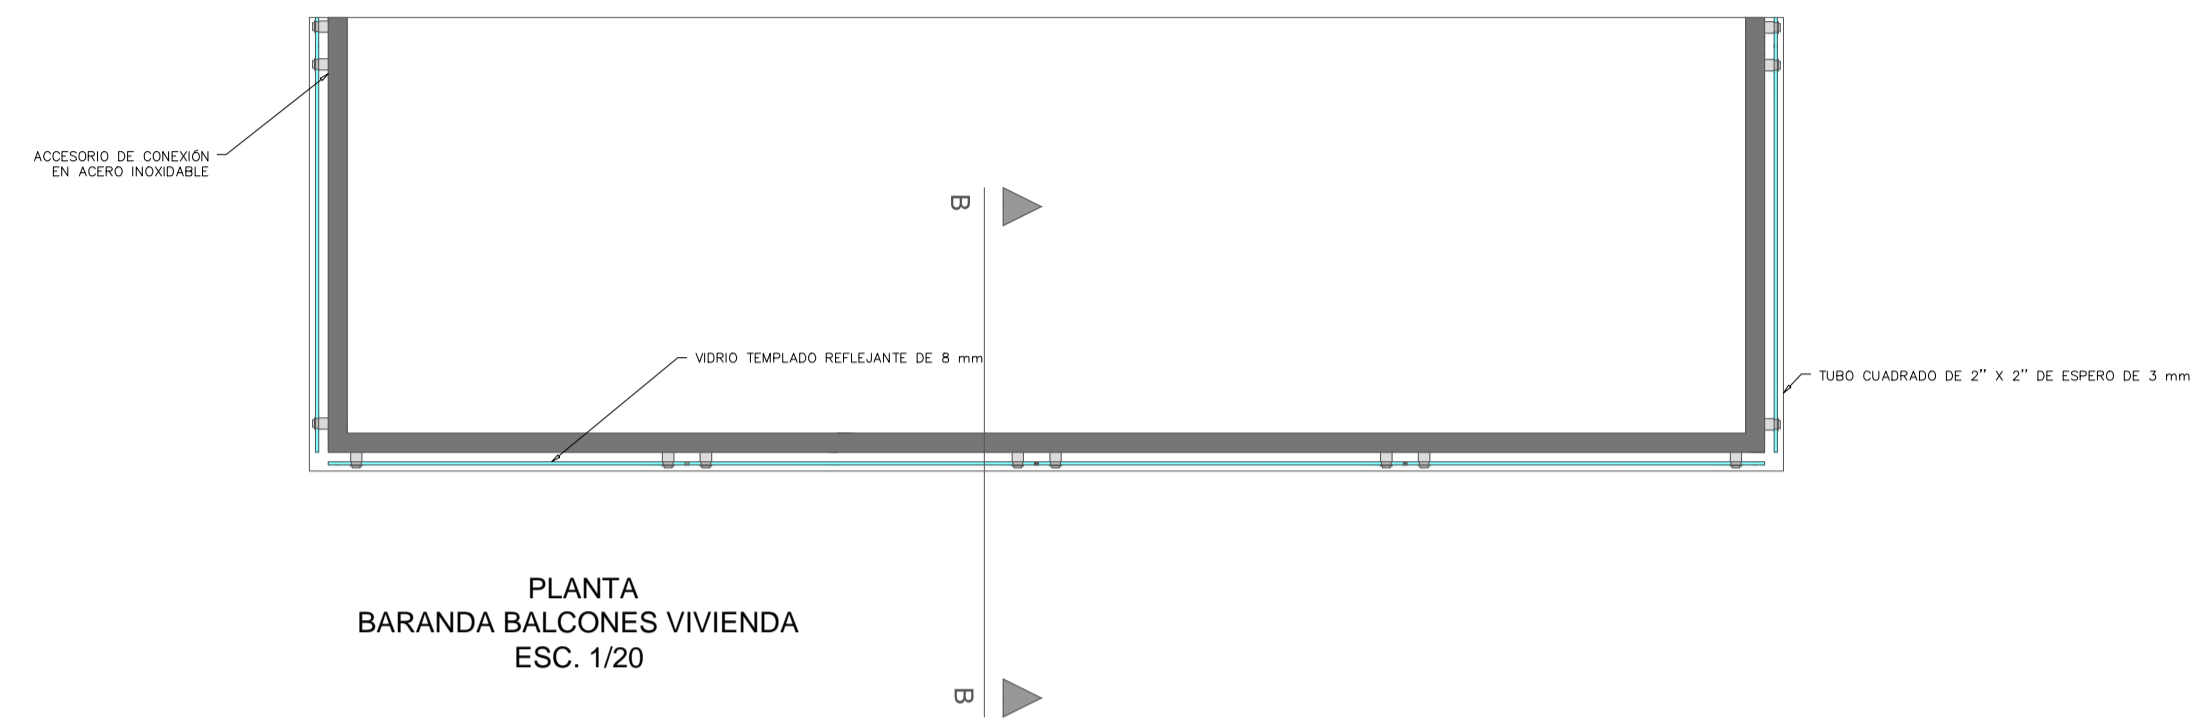 ACCESORIO DE CONEXIÓN
EN ACERO INOXIDABLE
B
VIDRIO TEMPLADO REFLEJANTE DE 8 mm
TUBO CUADRADO DE 2'' X 2'' DE ESPERO DE 3 mm
PLANTA
BARANDA BALCONES VIVIENDA
ESC. 1/20
B